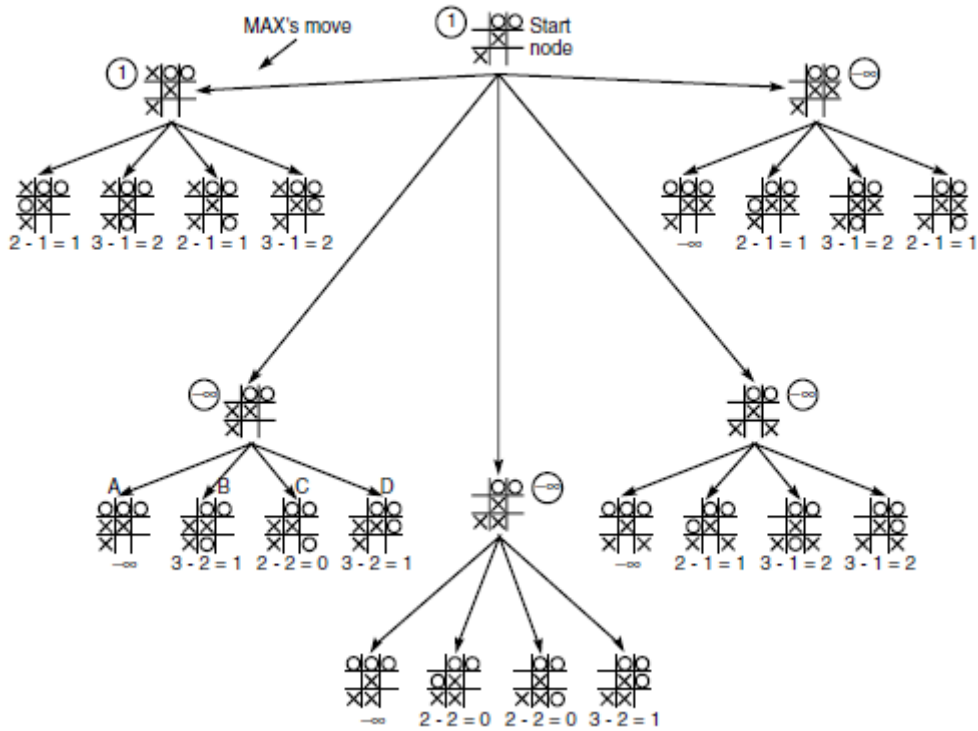 MAX's move
1
Start
node
1
−∞
2 - 1 = 1 3 - 1 = 2 2 - 1 = 1 3 - 1 = 2
−∞ 2 - 1 = 1 3 - 1 = 2 2 - 1 = 1
−∞
−∞
A B C D
−∞ 3 - 2 = 1 2 - 2 = 0 3 - 2 = 1
−∞
−∞ 2 - 1 = 1 3 - 1 = 2 3 - 1 = 2
−∞ 2 - 2 = 0 2 - 2 = 0 3 - 2 = 1